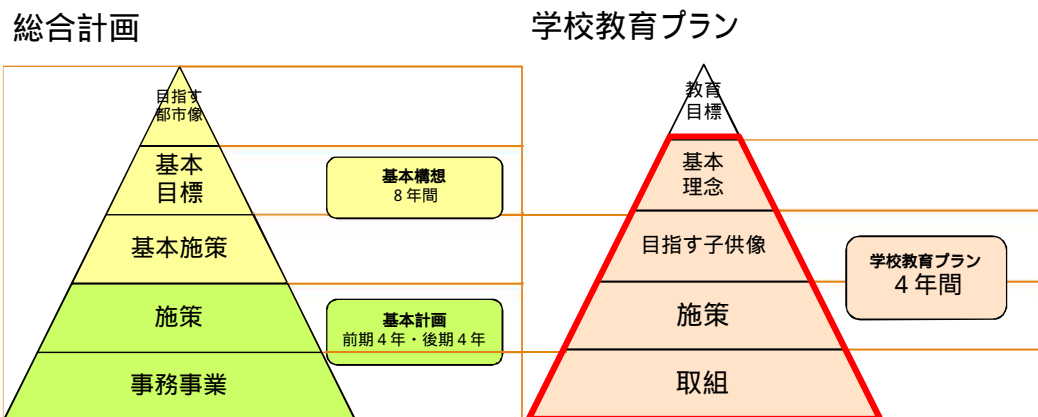 総合計画
目指す
都市像
基本
目標
基本施策
施策
事務事業
基本構想
8年間
基本計画
前期4年・後期4年
学校教育プラン
教育
目標
基本
理念
目指す子供像
施策
取組
学校教育プラン
4年間